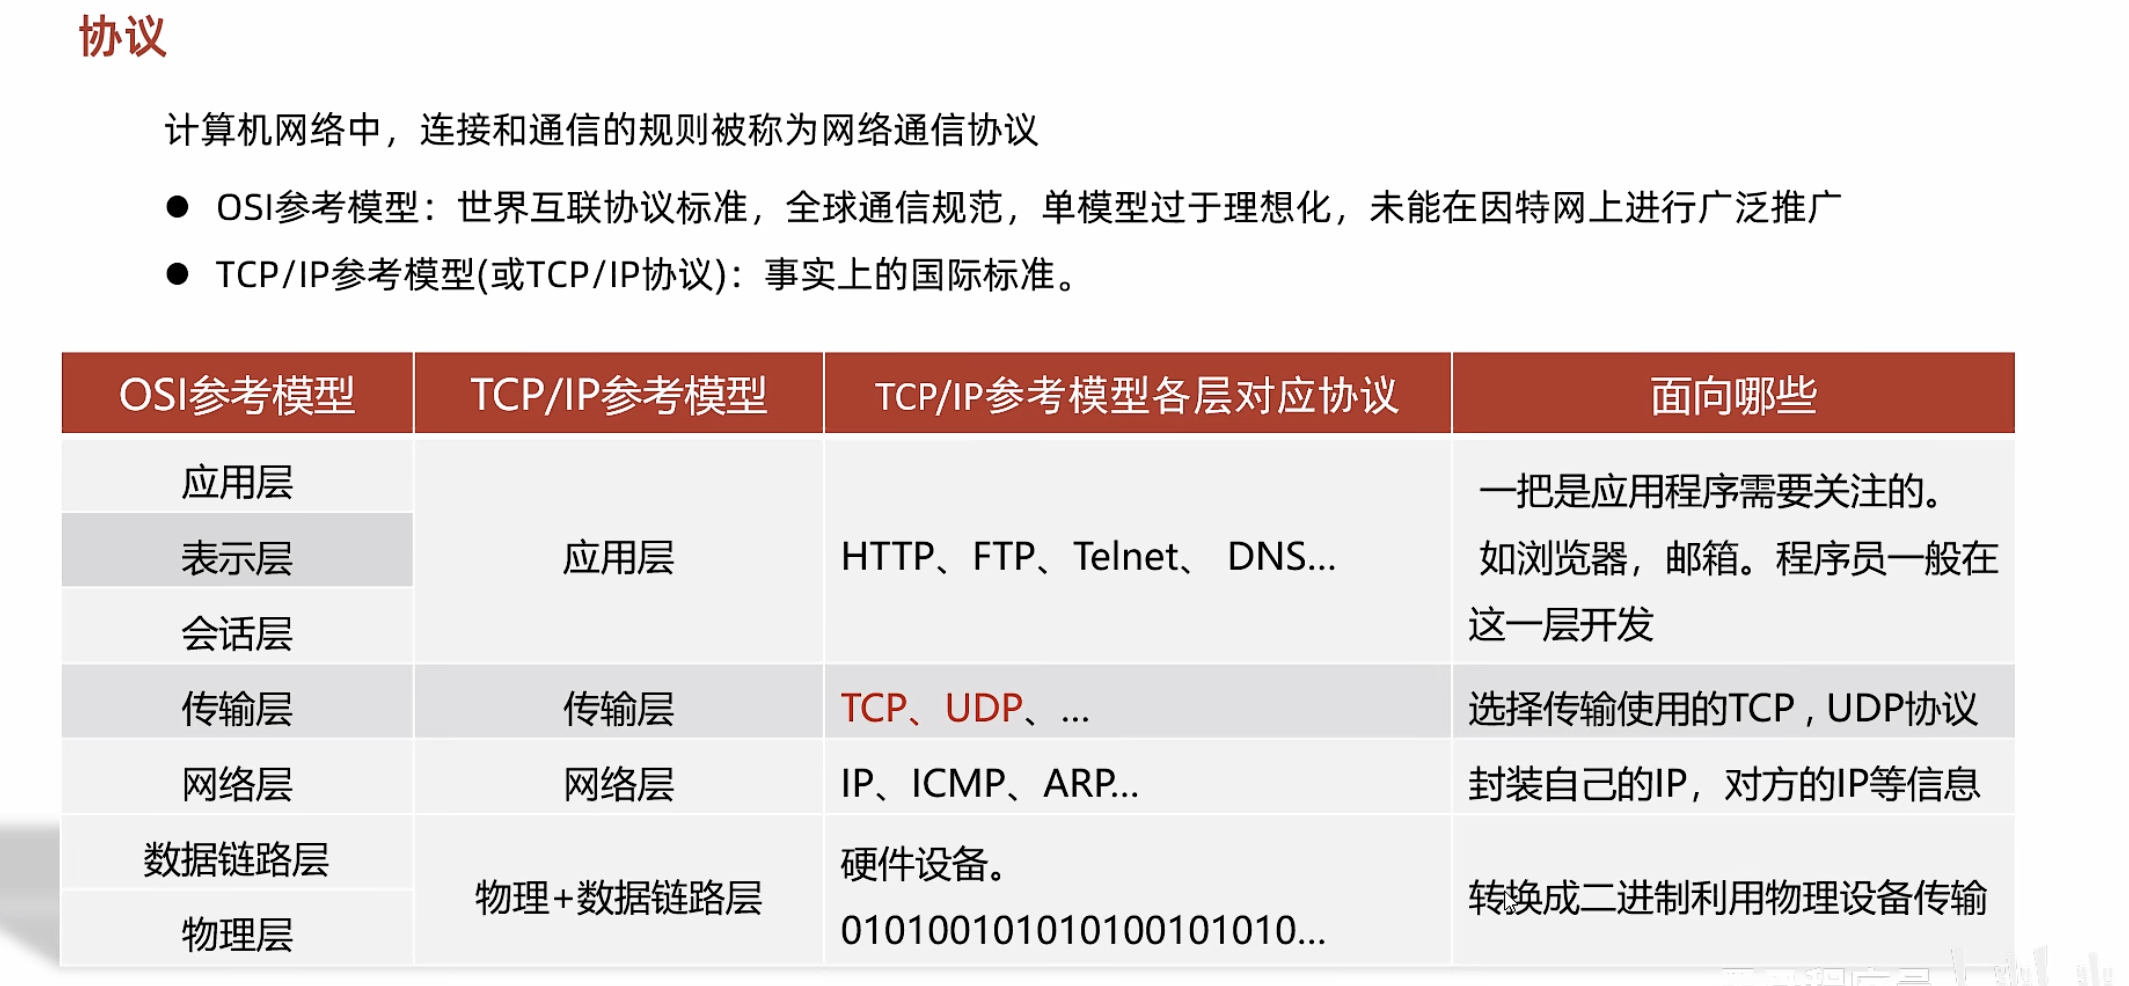 协议
计算机网络中，连接和通信的规则被称为网络通信协议
● OSI参考模型：世界互联协议标准，全球通信规范，单模型过于理想化，未能在因特网上进行广泛推广
● TCP/IP参考模型(或TCP/IP协议)：事实上的国际标准。
OSI参考模型 TCP/IP参考模型 TCP/IP参考模型各层对应协议 面向哪些
应用层
表示层
会话层
应用层
HTTP、FTP、Telnet、 DNS...
一把是应用程序需要关注的。
如浏览器，邮箱。程序员一般在
这一层开发
传输层 传输层 TCP、UDP、... 选择传输使用的TCP , UDP协议
网络层 网络层 IP、ICMP、ARP... 封装自己的IP，对方的IP等信息
数据链路层
物理层
物理+数据链路层
硬件设备。
010100101010100101010...
转换成二进制利用物理设备传输